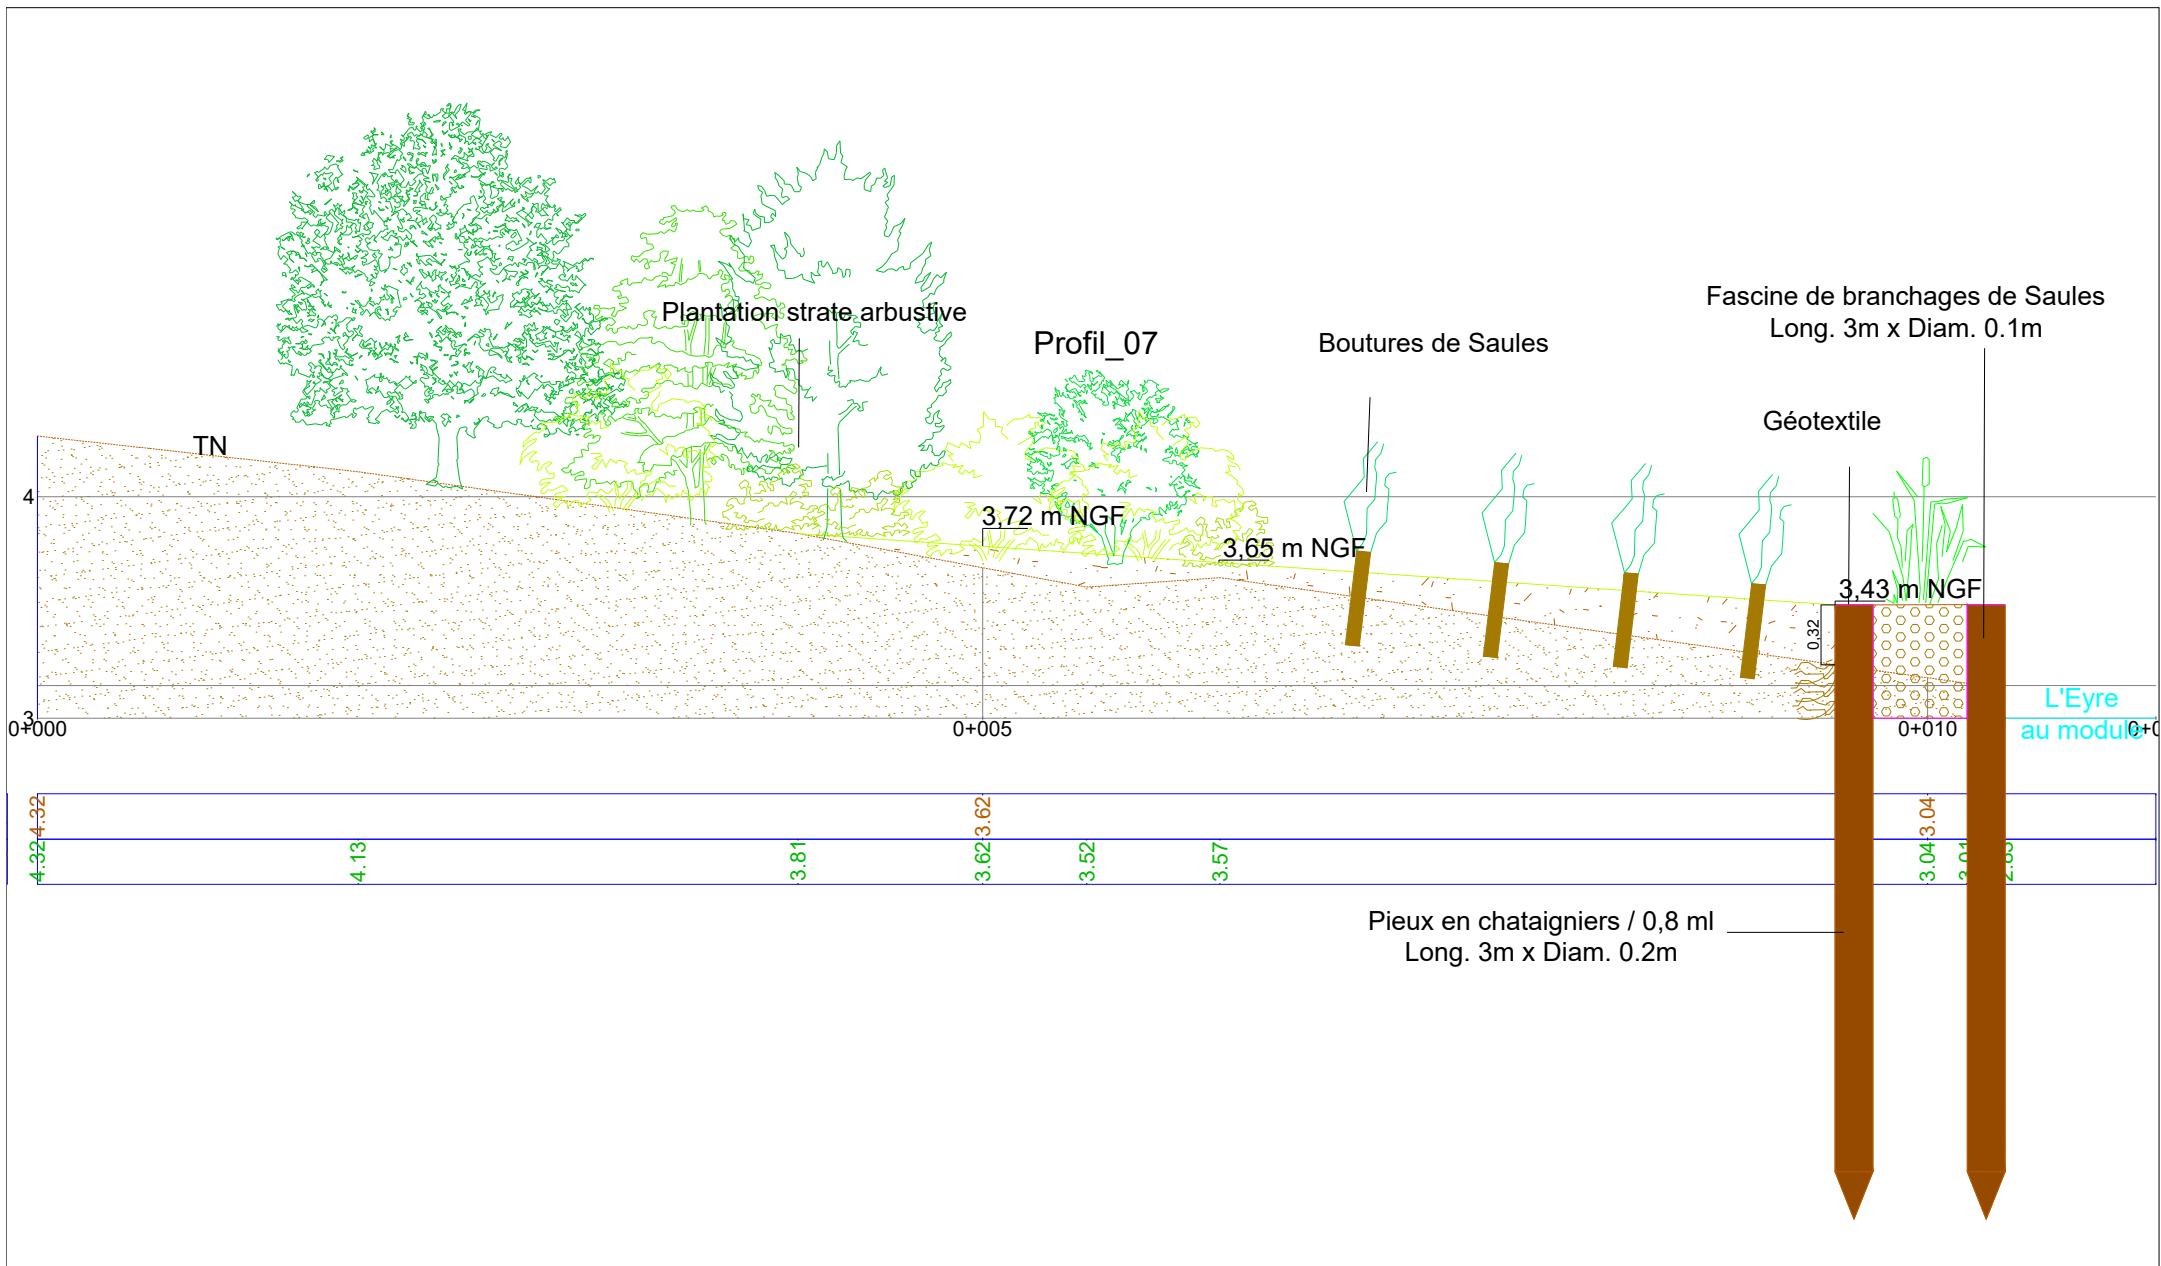 Fascine de branchages de Saules
Long. 3m x Diam. 0.1m
Plantation strate arbustive
Profil_07
Boutures de Saules
Géotextile
TN
4
3,72 m NGF
3,65 m NGF
3,43 m NGF
0,32
L'Eyre
au module
3
0+000
0+005
0+010
4.32
3.62
3.04
4.32
4.13
3.81
3.62
3.52
3.57
3.04
Pieux en chataigniers / 0,8 ml
Long. 3m x Diam. 0.2m